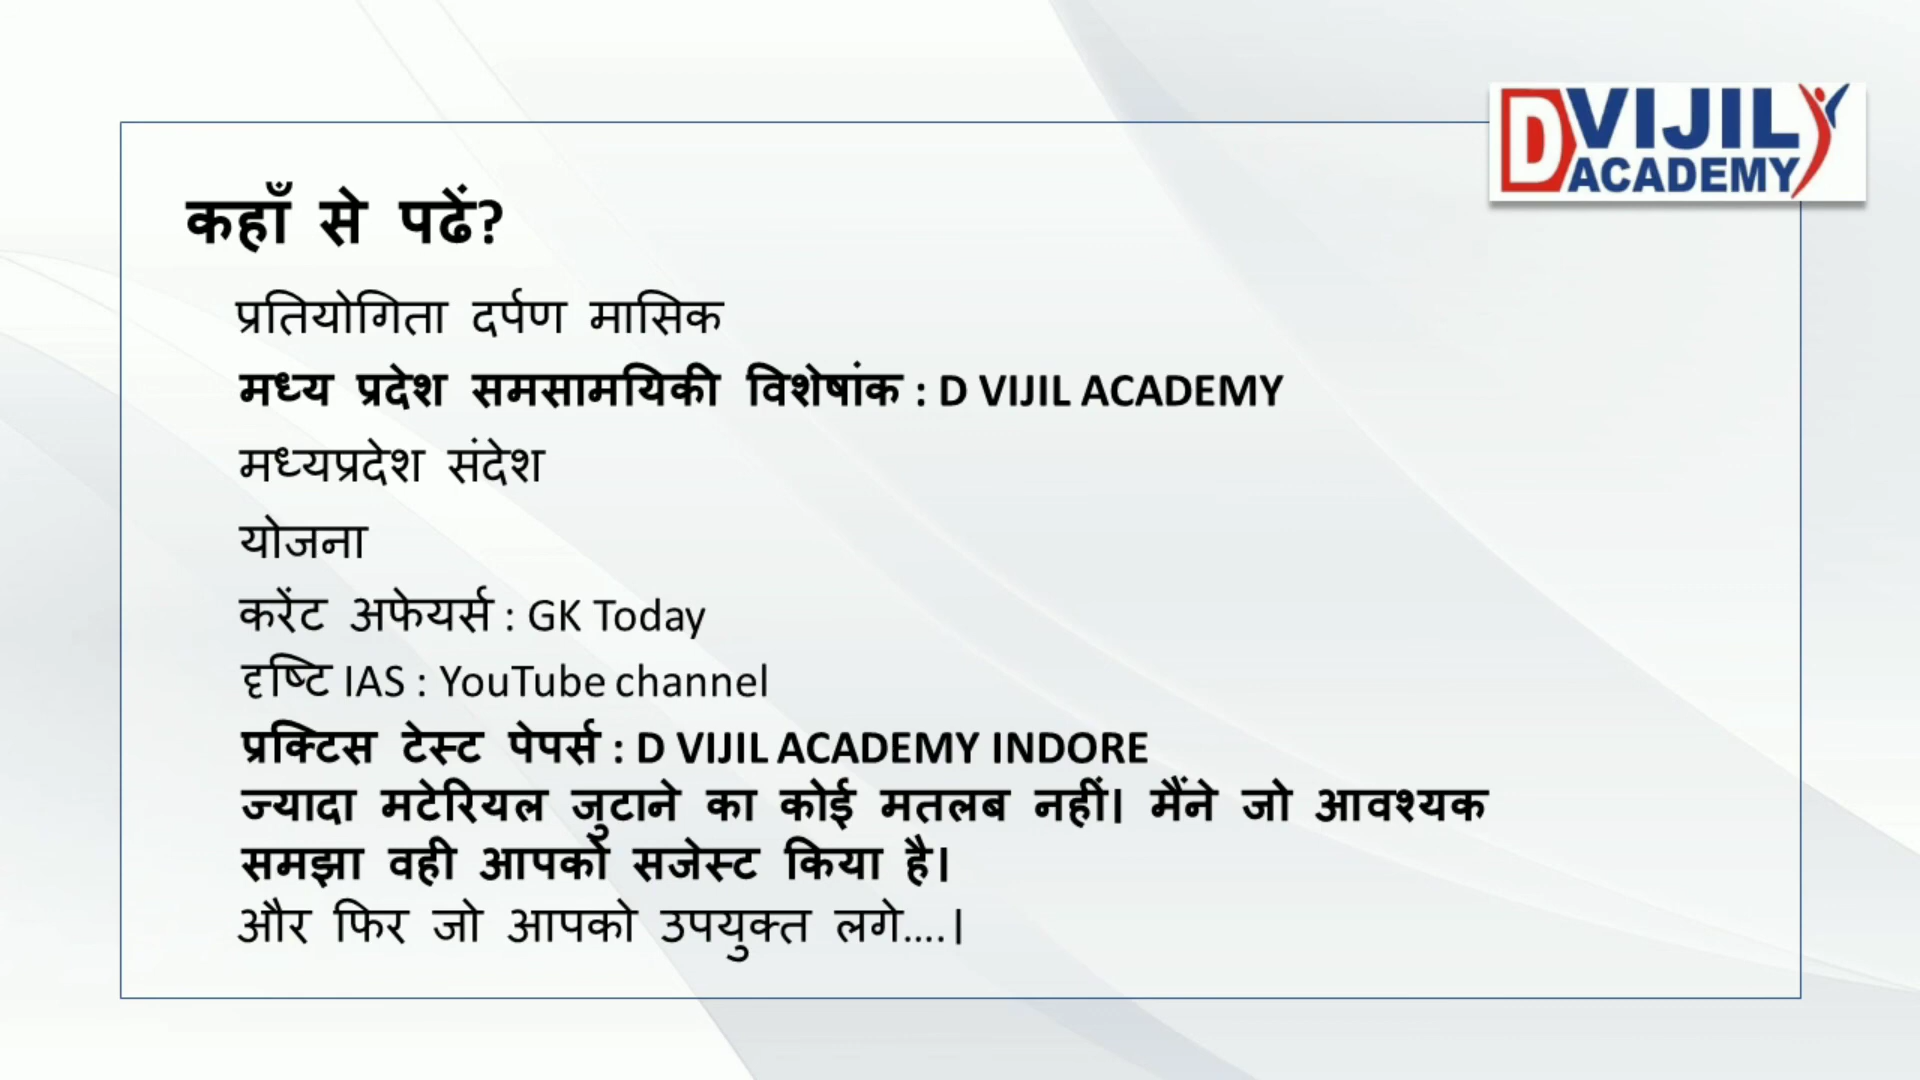 DVIJIL
ACADEMY
कहाँ से पढें?
प्रतियोगिता दर्पण मासिक
मध्य प्रदेश समसामयिकी विशेषांक : D VIJIL ACADEMY
मध्यप्रदेश संदेश
योजना
करेंट अफेयर्स : GK Today
दृष्टि IAS : YouTube channel
प्रक्टिस टेस्ट पेपर्स : D VIJIL ACADEMY INDORE
ज्यादा मटेरियल जुटाने का कोई मतलब नहीं। मैंने जो आवश्यक
समझा वही आपको सजेस्ट किया है।
और फिर जो आपको उपयुक्त लगे....।